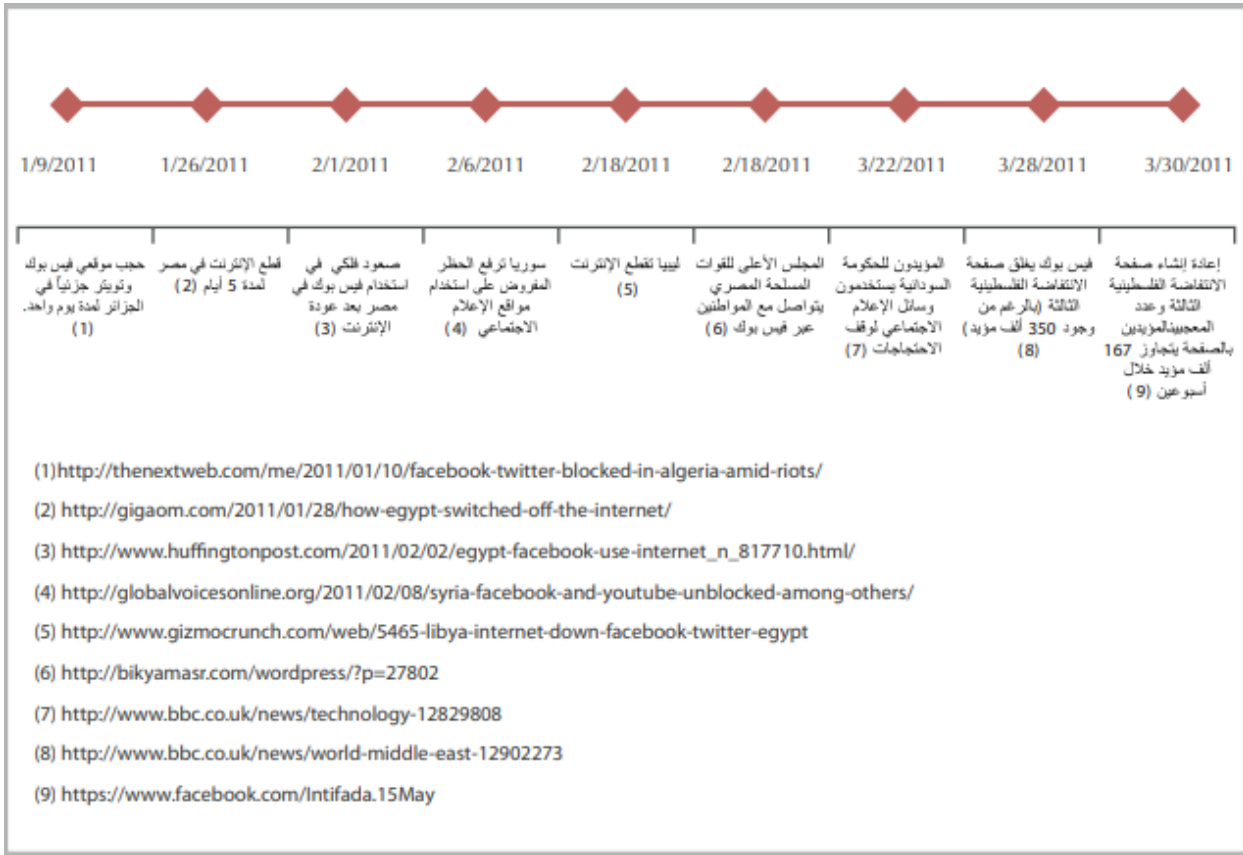 1/9/2011
1/26/2011
2/1/2011
2/6/2011
2/18/2011
2/18/2011
3/22/2011
3/28/2011
3/30/2011
حجب موقعي فيس بوك
وتويتر جزئياً في
الجزائر لمدة يوم واحد.
(1)
قطع الإنترنت في مصر
لمدة 5 أيام (2)
صعود فلكي في
استخدام فيس بوك في
مصر بعد عودة
الإنترنت (3)
سوريا ترفع الحظر
المفروض على استخدام
مواقع الإعلام
الاجتماعي (4)
ليبيا تقطع الإنترنت
(5)
المجلس الأعلى للقوات
المسلحة المصري
يتواصل مع المواطنين
عبر فيس بوك (6)
المؤيدون للحكومة
السودانية يستخدمون
وسائل الإعلام
الاجتماعي لوقف
الاحتجاجات (7)
فيس بوك يغلق صفحة
الانتفاضة الفلسطينية
الثالثة (بالرغم من
وجود 350 ألف مؤيد)
(8)
إعادة إنشاء صفحة
الانتفاضة الفلسطينية
الثالثة وعدد
المعجبينالمؤيدين
بالصفحة يتجاوز 167
ألف مؤيد خلال
أسبوعين (9)
(1)http://thenextweb.com/me/2011/01/10/facebook-twitter-blocked-in-algeria-amid-riots/
(2) http://gigaom.com/2011/01/28/how-egypt-switched-off-the-internet/
(3) http://www.huffingtonpost.com/2011/02/02/egypt-facebook-use-internet_n_817710.html/
(4) http://globalvoicesonline.org/2011/02/08/syria-facebook-and-youtube-unblocked-among-others/
(5) http://www.gizmocrunch.com/web/5465-libya-internet-down-facebook-twitter-egypt
(6) http://bikyamasr.com/wordpress/?p=27802
(7) http://www.bbc.co.uk/news/technology-12829808
(8) http://www.bbc.co.uk/news/world-middle-east-12902273
(9) https://www.facebook.com/Intifada.15May